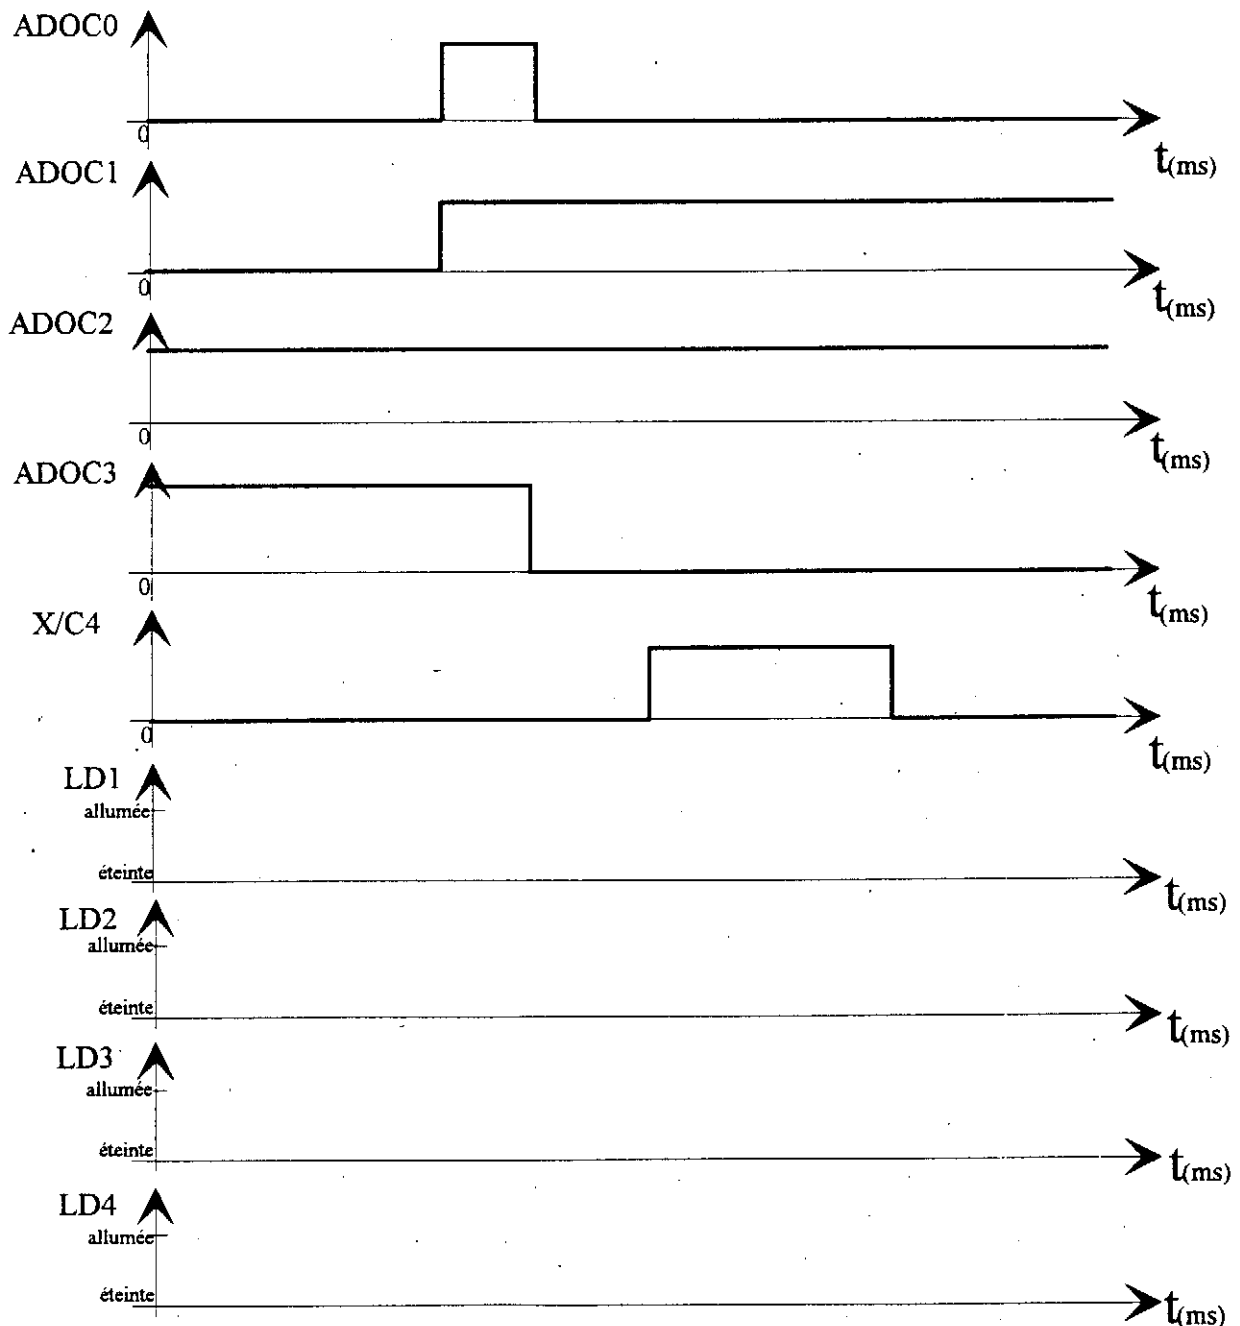 ADOC0
0
t(ms)
ADOC1
0
t(ms)
ADOC2
0
t(ms)
ADOC3
0
t(ms)
X/C4
0
t(ms)
LD1
allumée
éteinte
t(ms)
LD2
allumée
éteinte
t(ms)
LD3
allumée
éteinte
t(ms)
LD4
allumée
éteinte
t(ms)